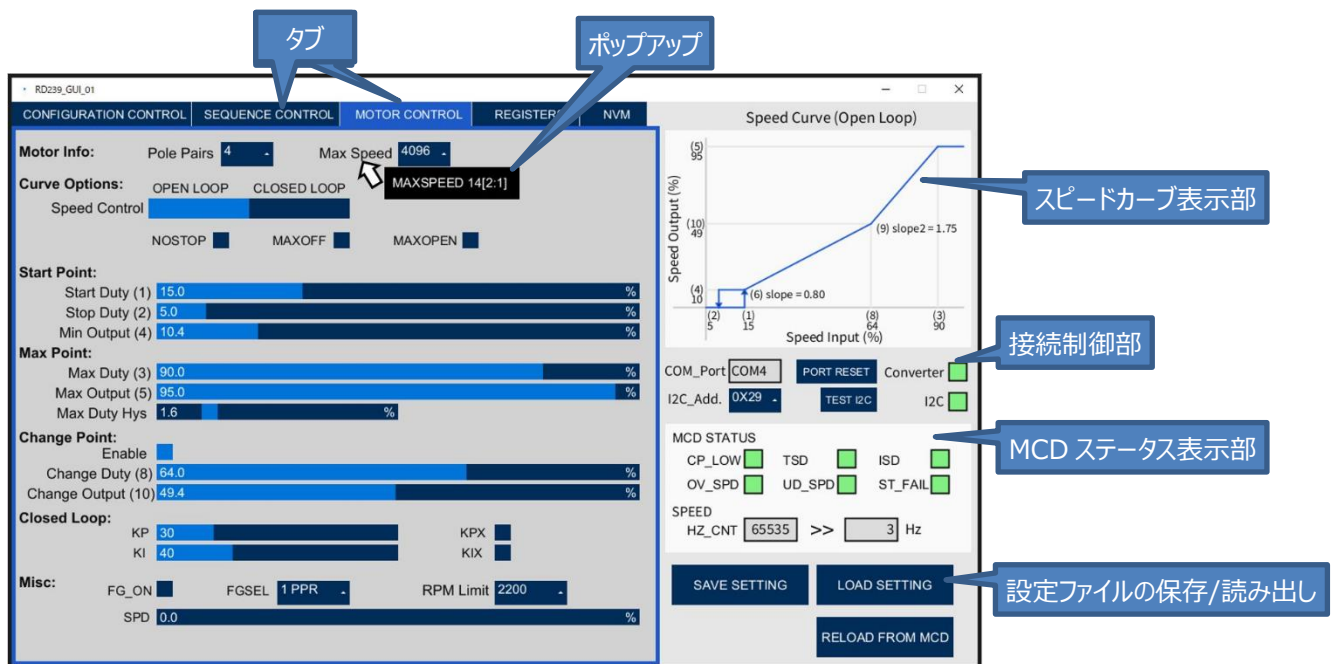 タブ
ポップアップ
RD239_GUI_01
CONFIGURATION CONTROL SEQUENCE CONTROL MOTOR CONTROL REGISTERS NVM
Motor Info: Pole Pairs 4 Max Speed 4096
MAXSPEED 14[2:1]
Curve Options: OPEN LOOP CLOSED LOOP
Speed Control
NOSTOP MAXOFF MAXOPEN
Start Point:
Start Duty (1) 15.0 %
Stop Duty (2) 5.0 %
Min Output (4) 10.4 %
Max Point:
Max Duty (3) 90.0 %
Max Output (5) 95.0 %
Max Duty Hys 1.6 %
Change Point:
Enable
Change Duty (8) 64.0 %
Change Output (10) 49.4 %
Closed Loop:
KP 30 KPX
KI 40 KIX
Misc: FG_ON FGSEL 1 PPR RPM Limit 2200
SPD 0.0 %
Speed Curve (Open Loop)
Speed Output (%)
(5)
95
(10)
49
(9) slope2 = 1.75
(4)
10
(6) slope = 0.80
(2) (1) (8) (3)
5 15 64 90
Speed Input (%)
COM_Port COM4 PORT RESET Converter
I2C_Add. 0X29 TEST I2C I2C
MCD STATUS
CP_LOW TSD ISD
OV_SPD UD_SPD ST_FAIL
SPEED
HZ_CNT 65535 >> 3 Hz
SAVE SETTING LOAD SETTING
RELOAD FROM MCD
スピードカーブ表示部
接続制御部
MCD ステータス表示部
設定ファイルの保存/読み出し